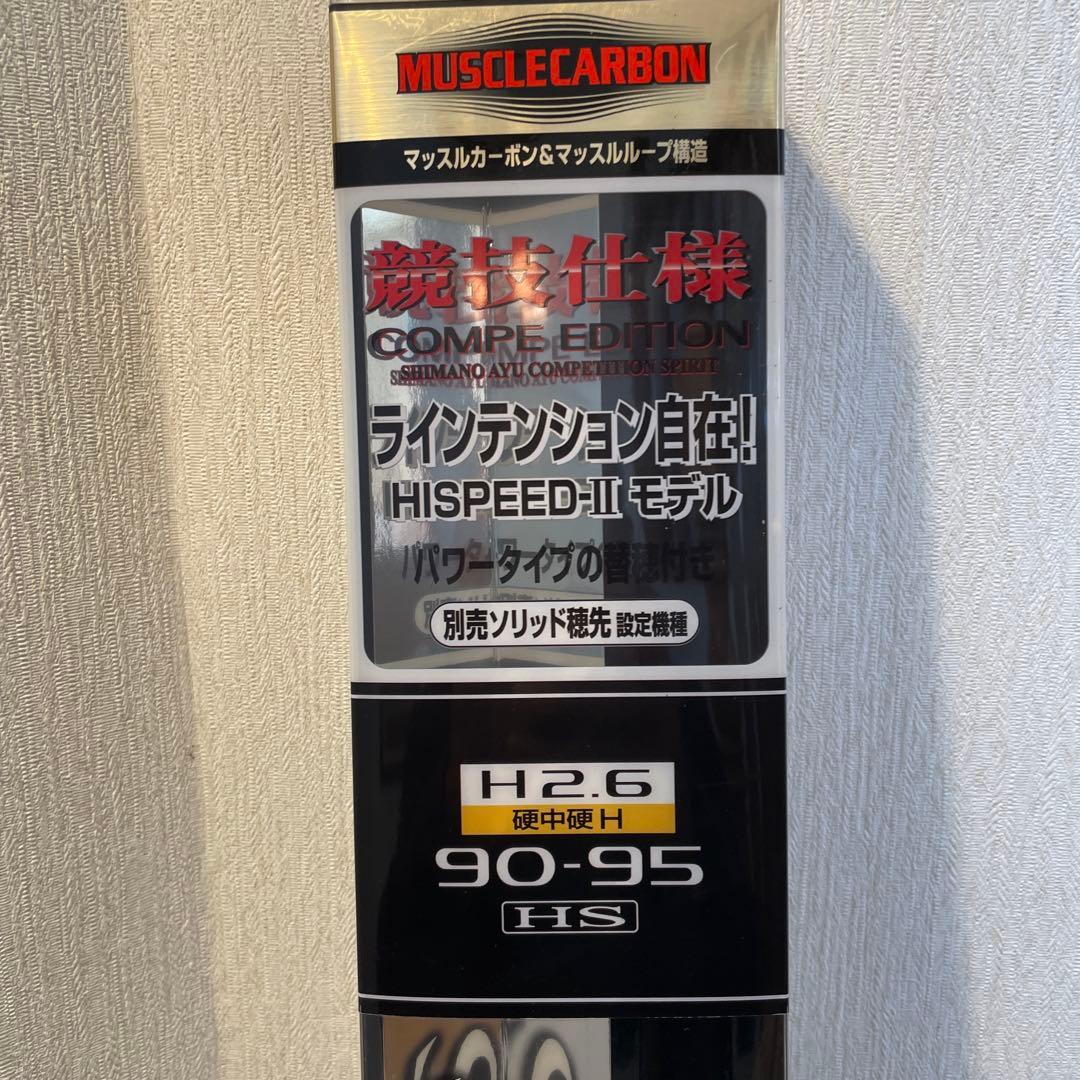 MUSCLECARBON
マッスルカーボン&マッスルループ構造
競技仕様
COMPE EDITION
SHIMANO AYU COMPETITION SPIRIT
ラインテンション自在!
HISPEED-II モデル
パワータイプの替穂付き
別売ソリッド穂先 設定機種
H2.6
硬中硬 H
90-95
HS